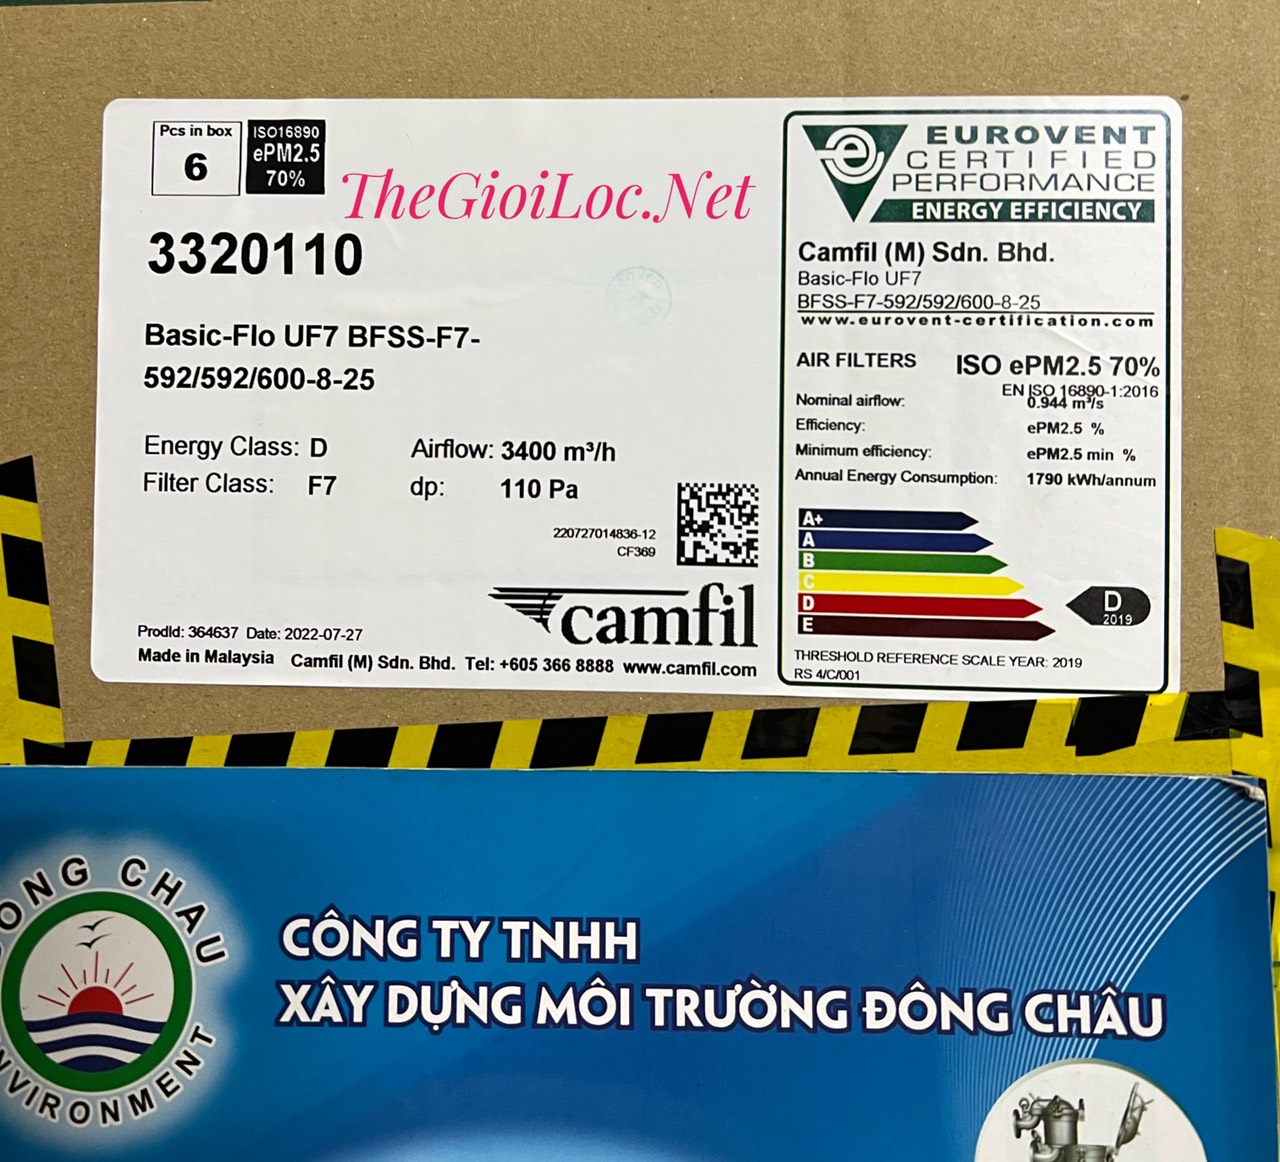 Pcs in box
6
ISO16890
ePM2.5
70%
TheGioiLoc.Net
3320110
Basic-Flo UF7 BFSS-F7-
592/592/600-8-25
Energy Class: D
Airflow: 3400 m³/h
Filter Class: F7
dp: 110 Pa
220727014836-12
CF369
camfil
ProdId: 364637 Date: 2022-07-27
Made in Malaysia Camfil (M) Sdn. Bhd. Tel: +605 366 8888 www.camfil.com
EUROVENT
CERTIFIED
PERFORMANCE
ENERGY EFFICIENCY
Camfil (M) Sdn. Bhd.
Basic-Flo UF7
BFSS-F7-592/592/600-8-25
www.eurovent-certification.com
AIR FILTERS ISO ePM2.5 70%
EN ISO 16890-1:2016
Nominal airflow: 0.944 m³/s
Efficiency: ePM2.5 %
Minimum efficiency: ePM2.5 min %
Annual Energy Consumption: 1790 kWh/annum
A+
A
B
C
D
E
D
2019
THRESHOLD REFERENCE SCALE YEAR: 2019
RS 4/C/001
CHAU
CÔNG TY TNHH
XÂY DỰNG MÔI TRƯỜNG ĐÔNG CHÂU